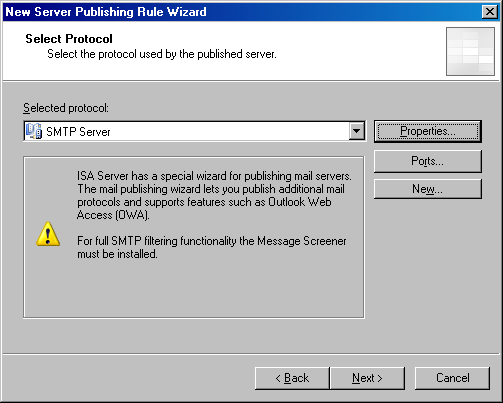 New Server Publishing Rule Wizard
Select Protocol
Select the protocol used by the published server.
Selected protocol:
SMTP Server
Properties...
Ports...
New...
ISA Server has a special wizard for publishing mail servers.
The mail publishing wizard lets you publish additional mail
protocols and supports features such as Outlook Web
Access (OWA).
For full SMTP filtering functionality the Message Screener
must be installed.
< Back
Next >
Cancel